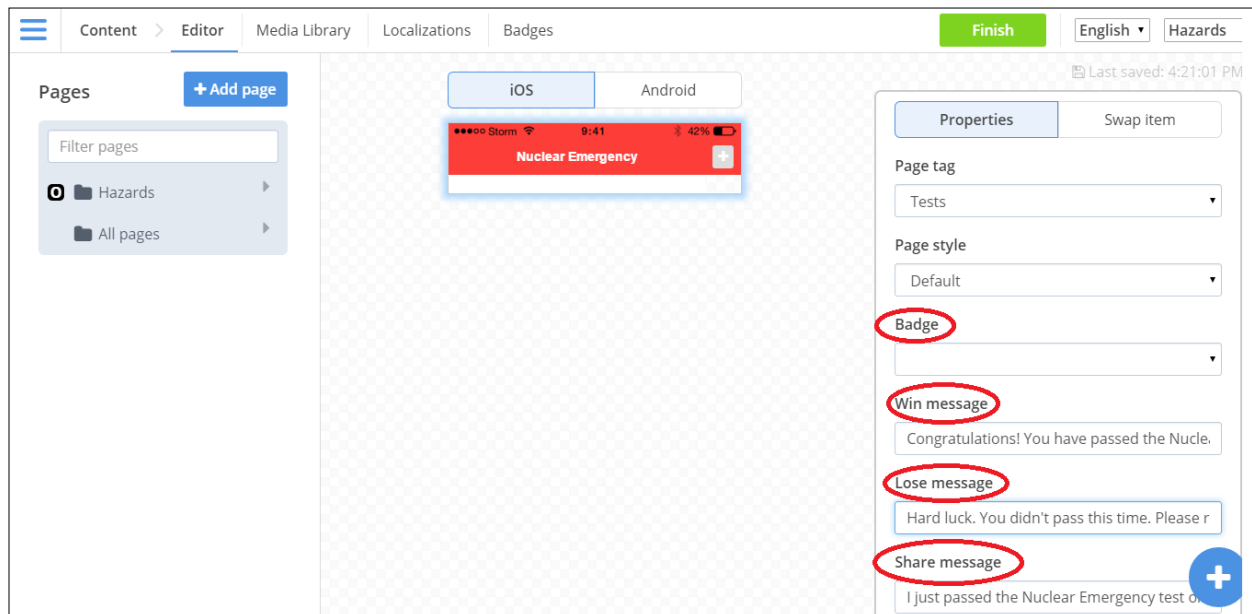 Content > Editor Media Library Localizations Badges Finish English Hazards
Last saved: 4:21:01 PM
Pages + Add page
Filter pages
Hazards
All pages
iOS Android
Storm 9:41 42%
Nuclear Emergency
Properties Swap item
Page tag
Tests
Page style
Default
Badge
Win message
Congratulations! You have passed the Nucle
Lose message
Hard luck. You didn't pass this time. Please r
Share message
I just passed the Nuclear Emergency test o